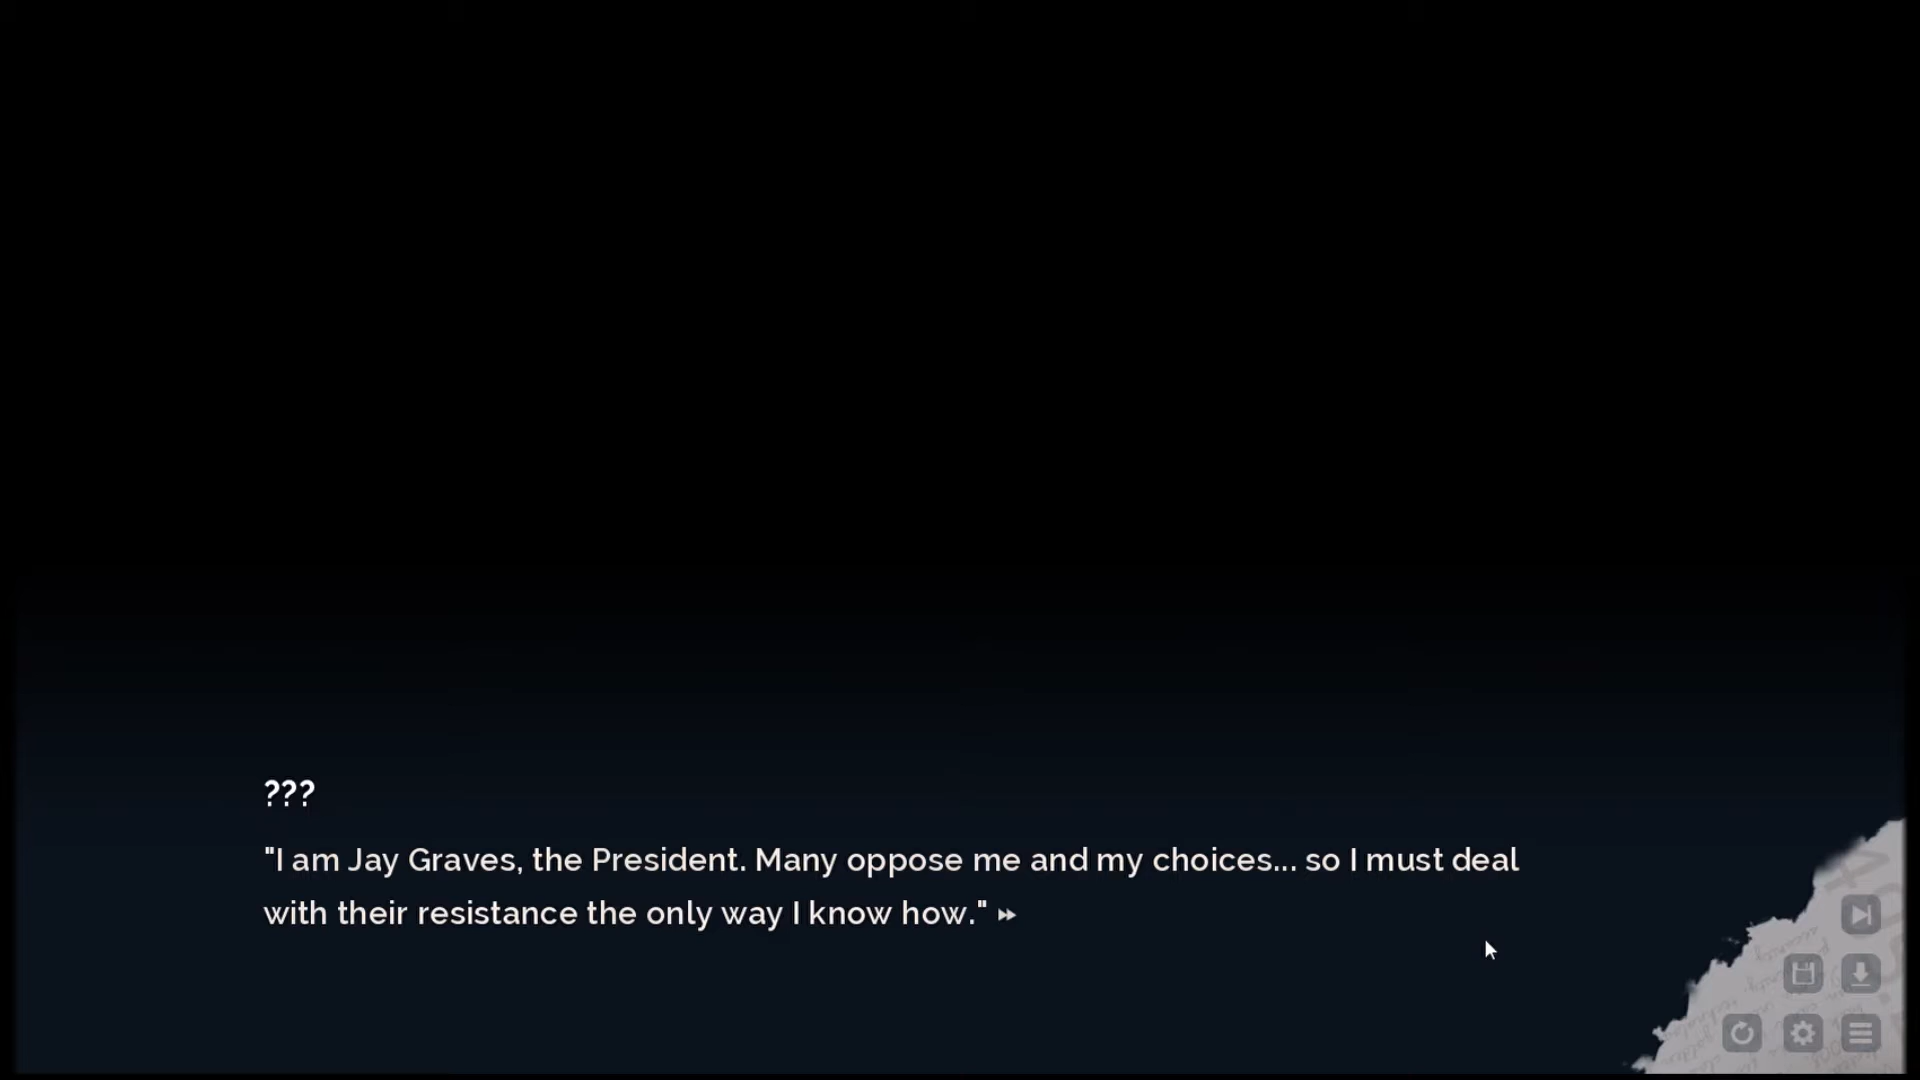 ???
"I am Jay Graves, the President. Many oppose me and my choices... so I must deal
with their resistance the only way I know how."